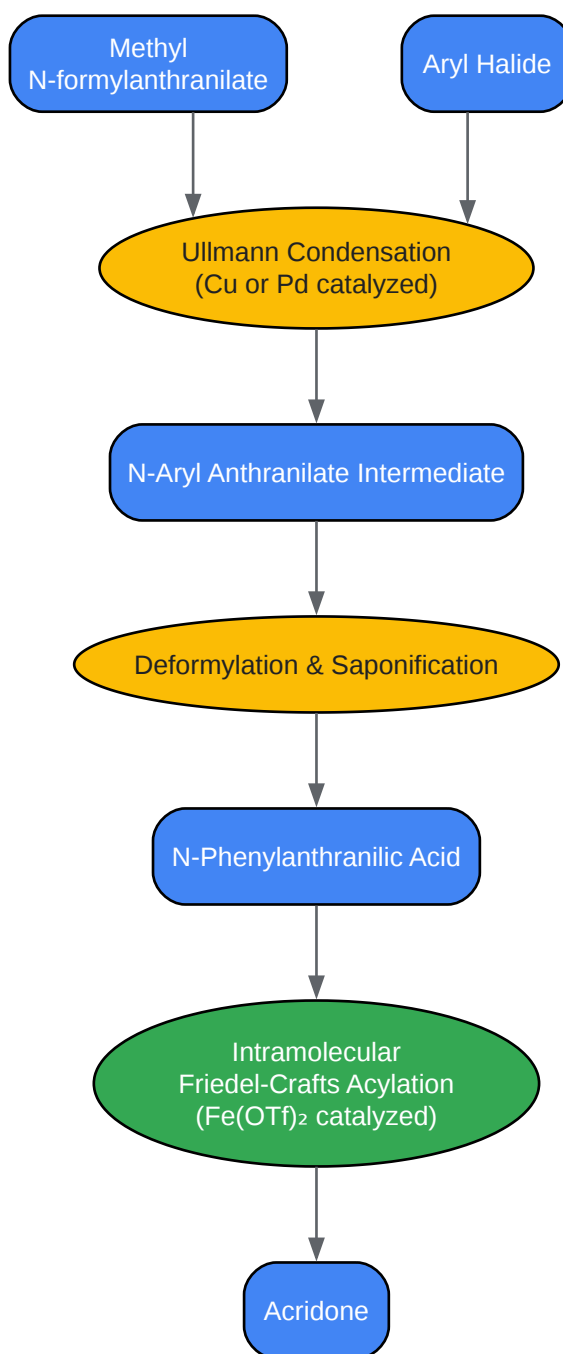 Methyl
N-formylanthranilate
Aryl Halide
Ullmann Condensation
(Cu or Pd catalyzed)
N-Aryl Anthranilate Intermediate
Deformylation & Saponification
N-Phenylanthranilic Acid
Intramolecular
Friedel-Crafts Acylation
(Fe(OTf)₂ catalyzed)
Acridone